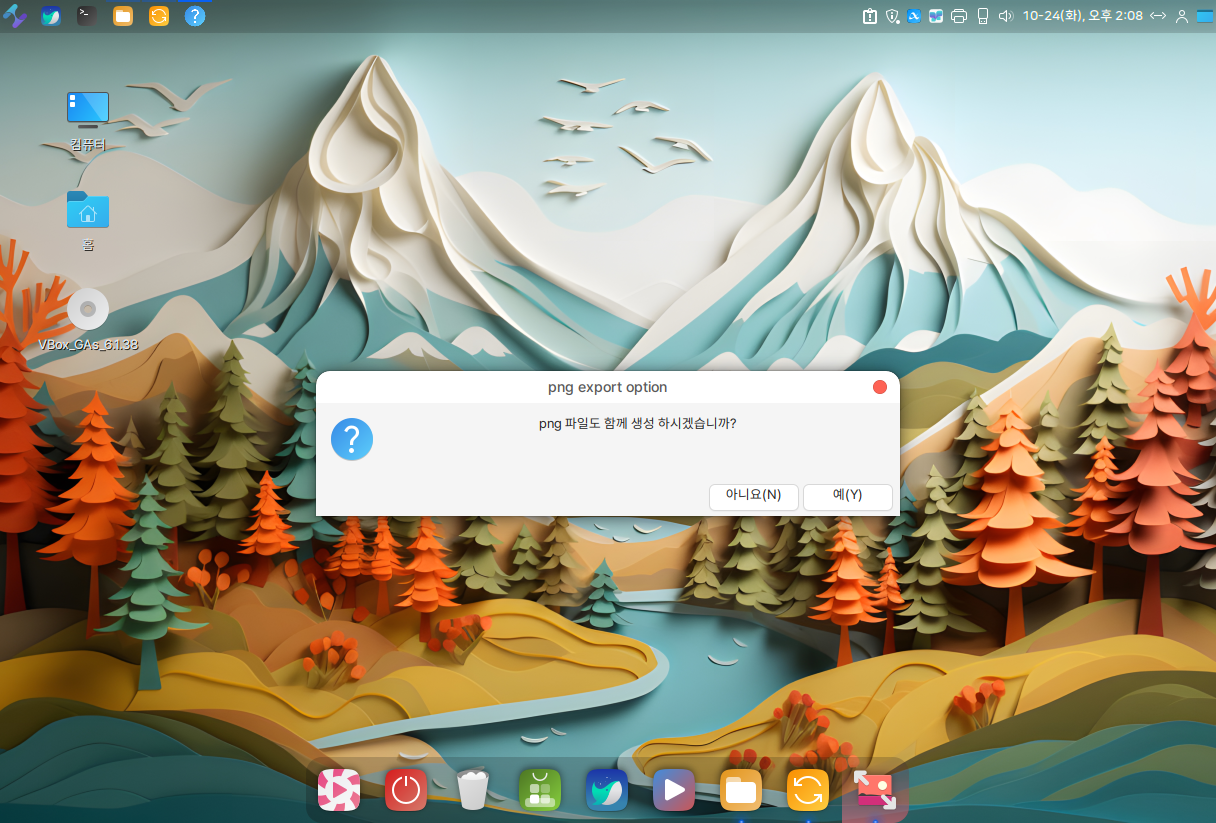 10-24(화), 오후 2:08
컴퓨터
홈
VBox_GAs_6.1.38
png export option
png 파일도 함께 생성 하시겠습니까?
아니요(N)
예(Y)